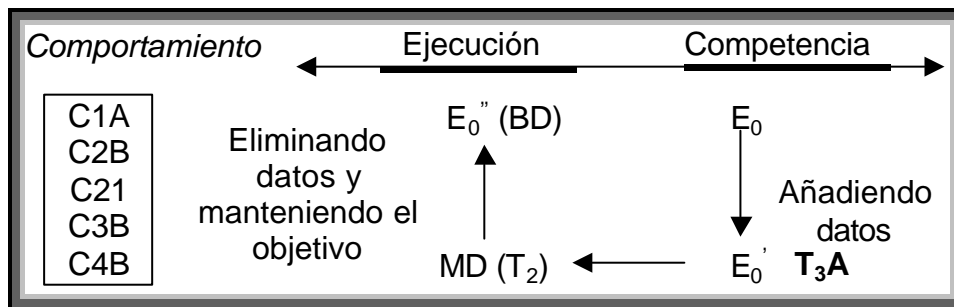 Comportamiento Ejecución Competencia
C1A
C2B
C21
C3B
C4B
Eliminando
datos y
manteniendo el
objetivo
E₀” (BD)
MD (T₂)
E₀
Añadiendo
datos
E₀’ T₃A